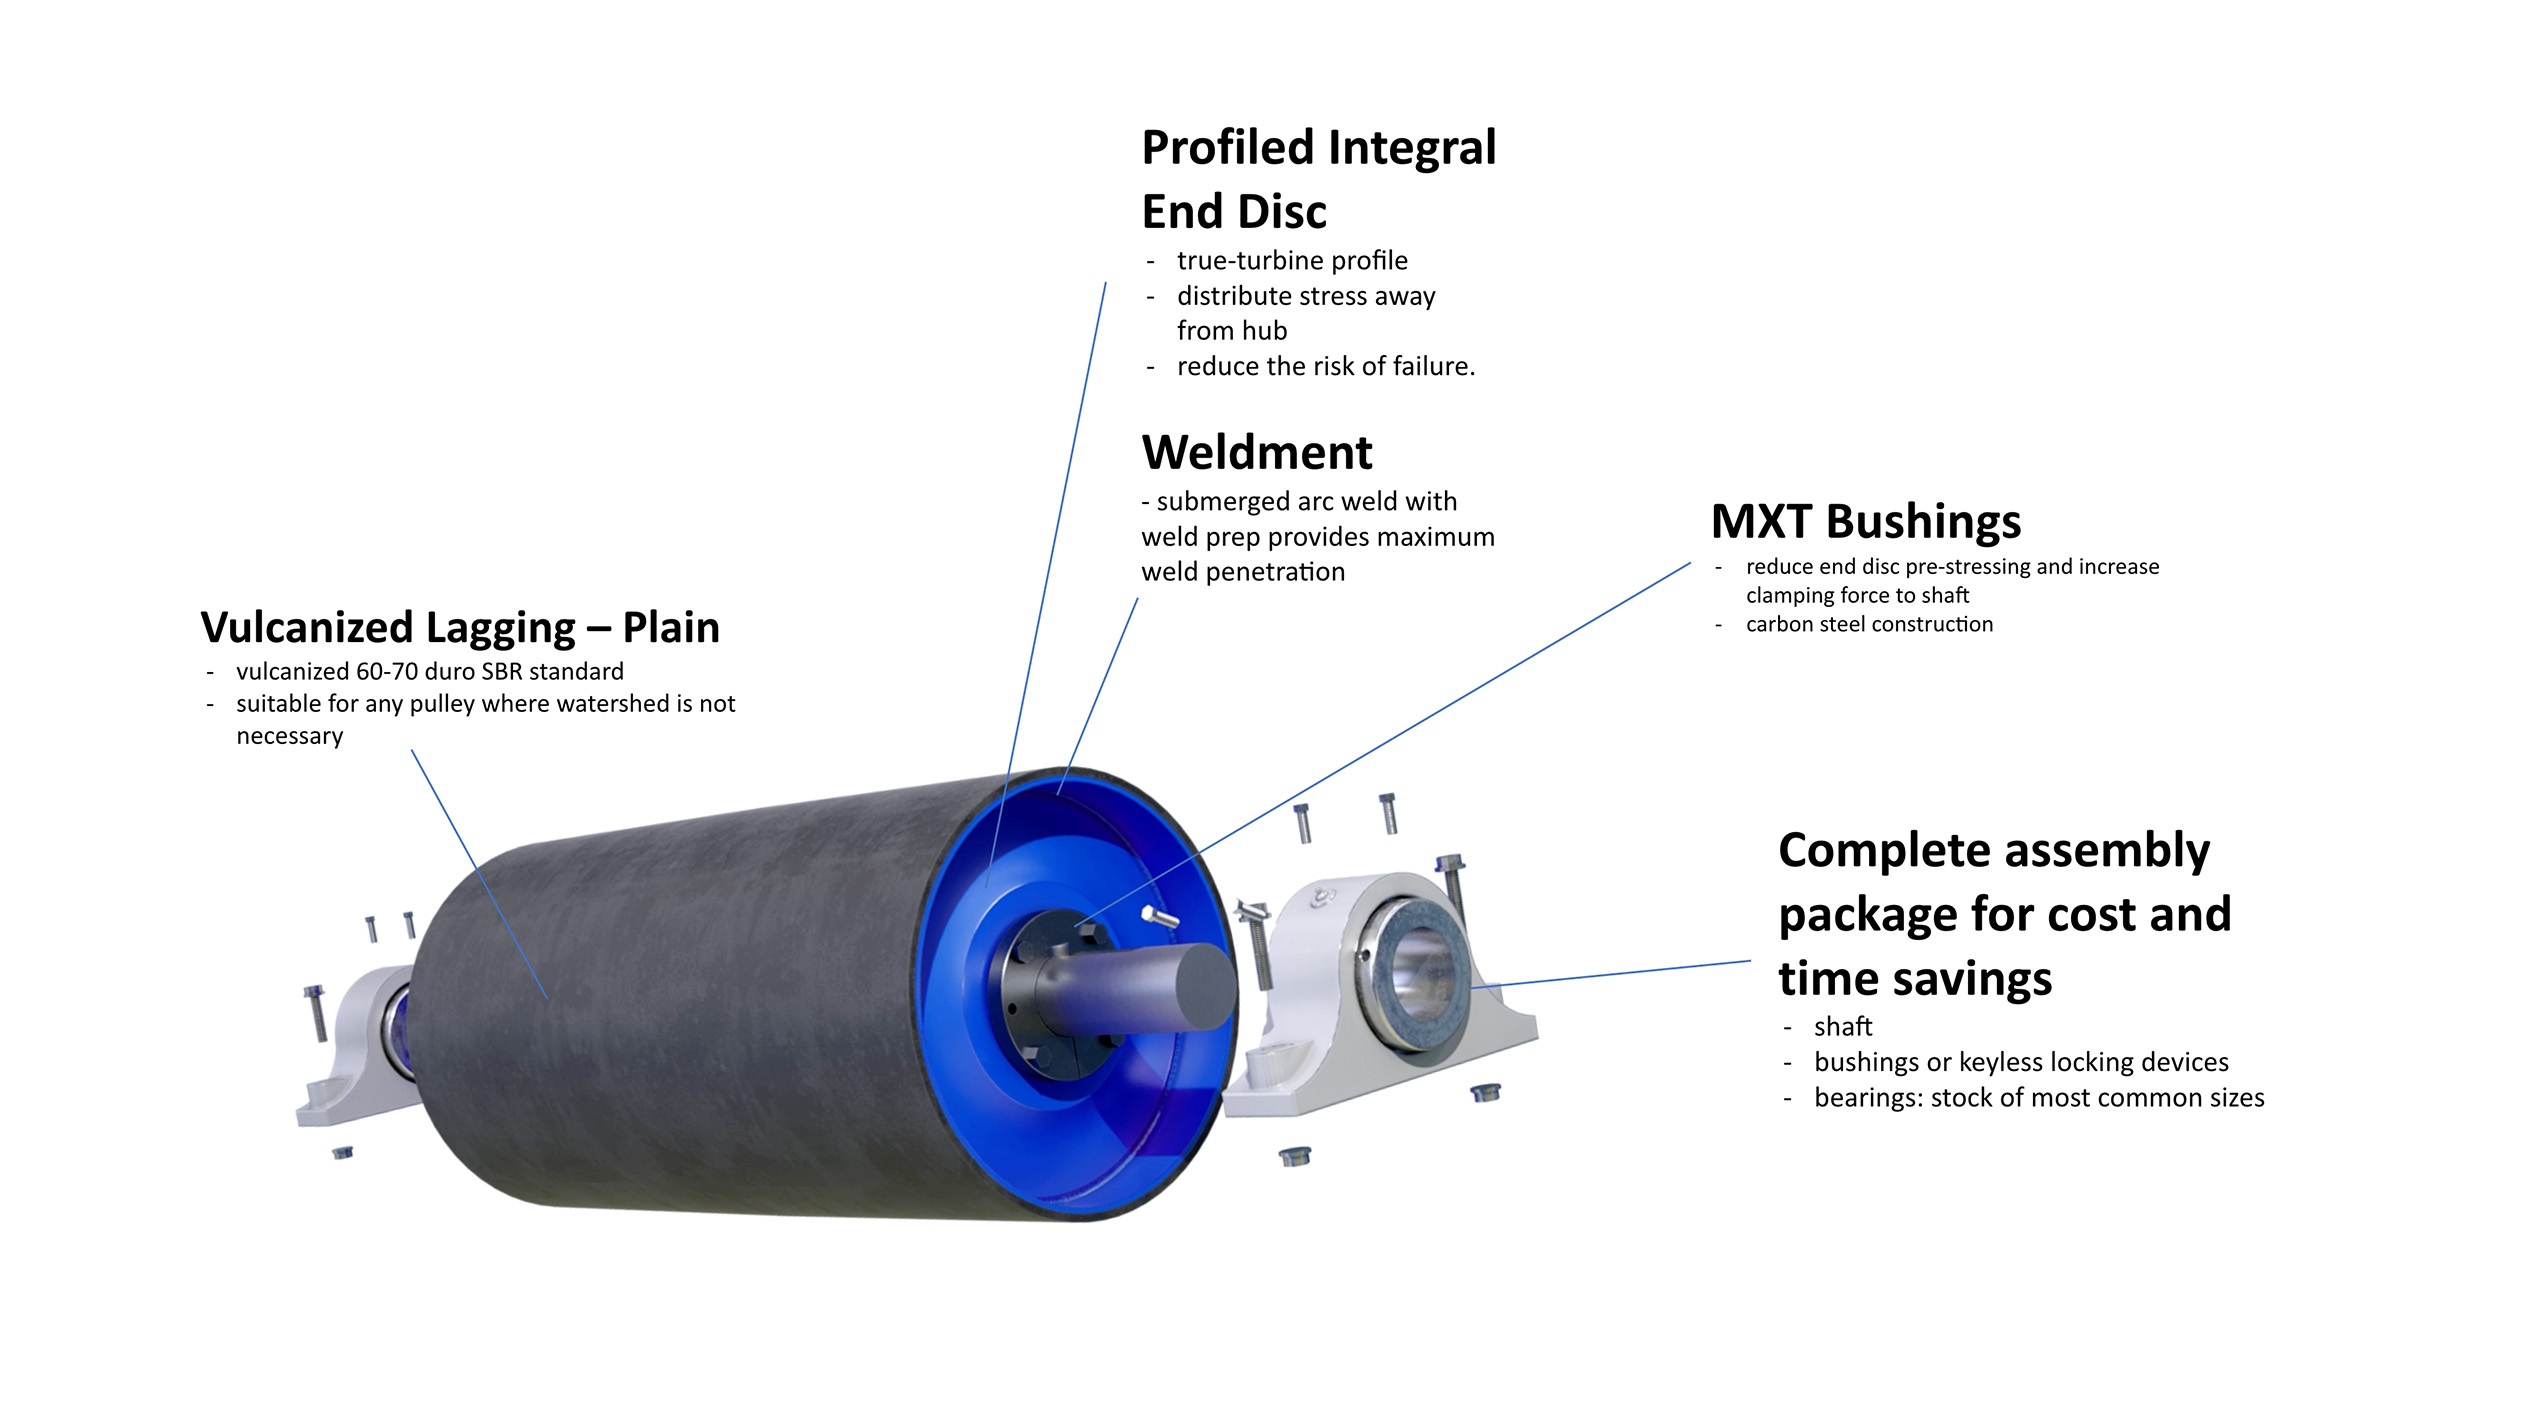 Profiled Integral
End Disc
- true-turbine profile
- distribute stress away
from hub
- reduce the risk of failure.
Weldment
- submerged arc weld with
weld prep provides maximum
weld penetration
MXT Bushings
- reduce end disc pre-stressing and increase
clamping force to shaft
- carbon steel construction
Vulcanized Lagging – Plain
- vulcanized 60-70 duro SBR standard
- suitable for any pulley where watershed is not
necessary
Complete assembly
package for cost and
time savings
- shaft
- bushings or keyless locking devices
- bearings: stock of most common sizes